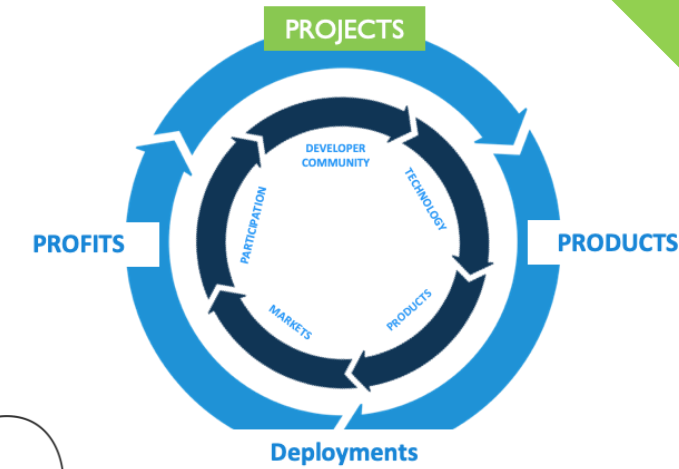 PROJECTS
DEVELOPER
COMMUNITY
TECHNOLOGY
PARTICIPATION
PROFITS
PRODUCTS
MARKETS
PRODUCTS
Deployments